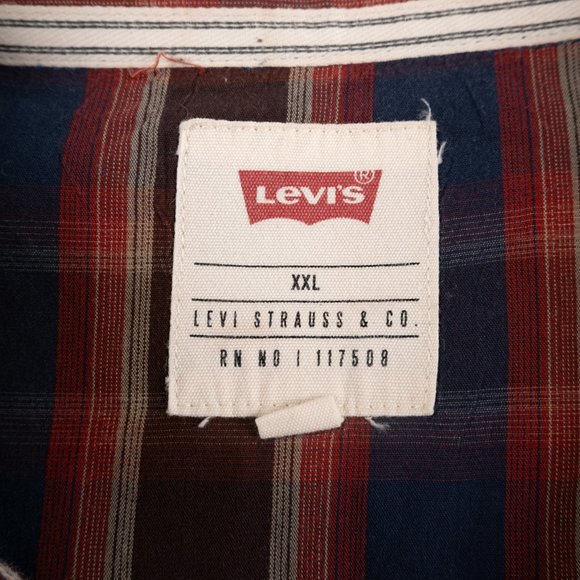 Levi's®
XXL
LEVI STRAUSS & CO.
RN NO | 117508